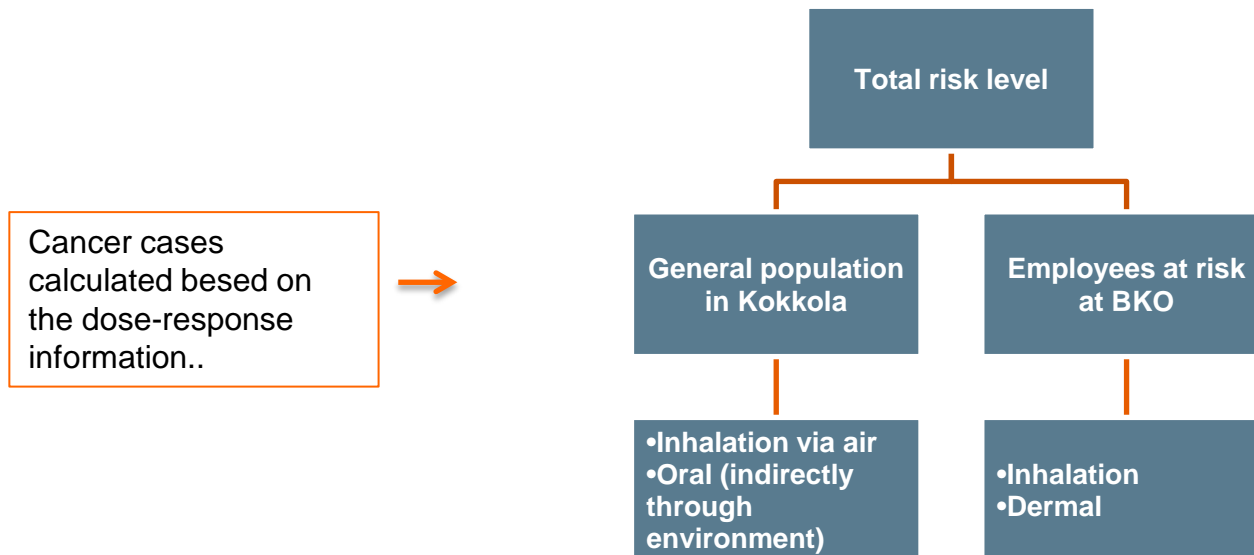 Total risk level
Cancer cases
calculated besed on
the dose-response
information..
General population
in Kokkola
Employees at risk
at BKO
•Inhalation via air
•Oral (indirectly
through
environment)
•Inhalation
•Dermal